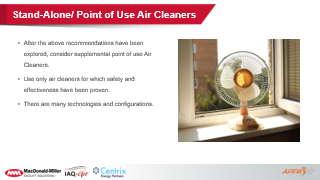 Stand-Alone/ Point of Use Air Cleaners
• After the above recommendations have been
explored, consider supplemental point of use Air
Cleaners.
• Use only air cleaners for which safety and
effectiveness have been proven.
• There are many technologies and configurations.
MacDonald-Miller
FACILITY SOLUTIONS
IAQ-cpr
Centrix
Energy Partners